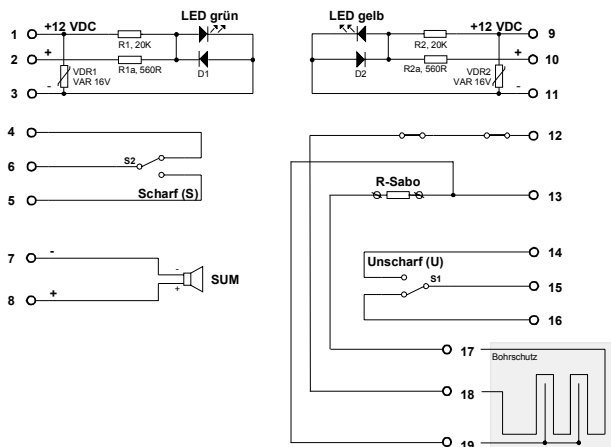 LED grün
1 +12 VDC
R1, 20K
2 +
R1a, 560R
D1
VDR1
VAR 16V
3 -
LED gelb
+12 VDC 9
R2, 20K
+ 10
R2a, 560R
D2
VDR2
VAR 16V
- 11
4
6 S2
5 Scharf (S)
7 -
-
SUM
+
8 +
12
R-Sabo
13
14
Unscharf (U)
S1
15
16
17
Bohrschutz
18
19